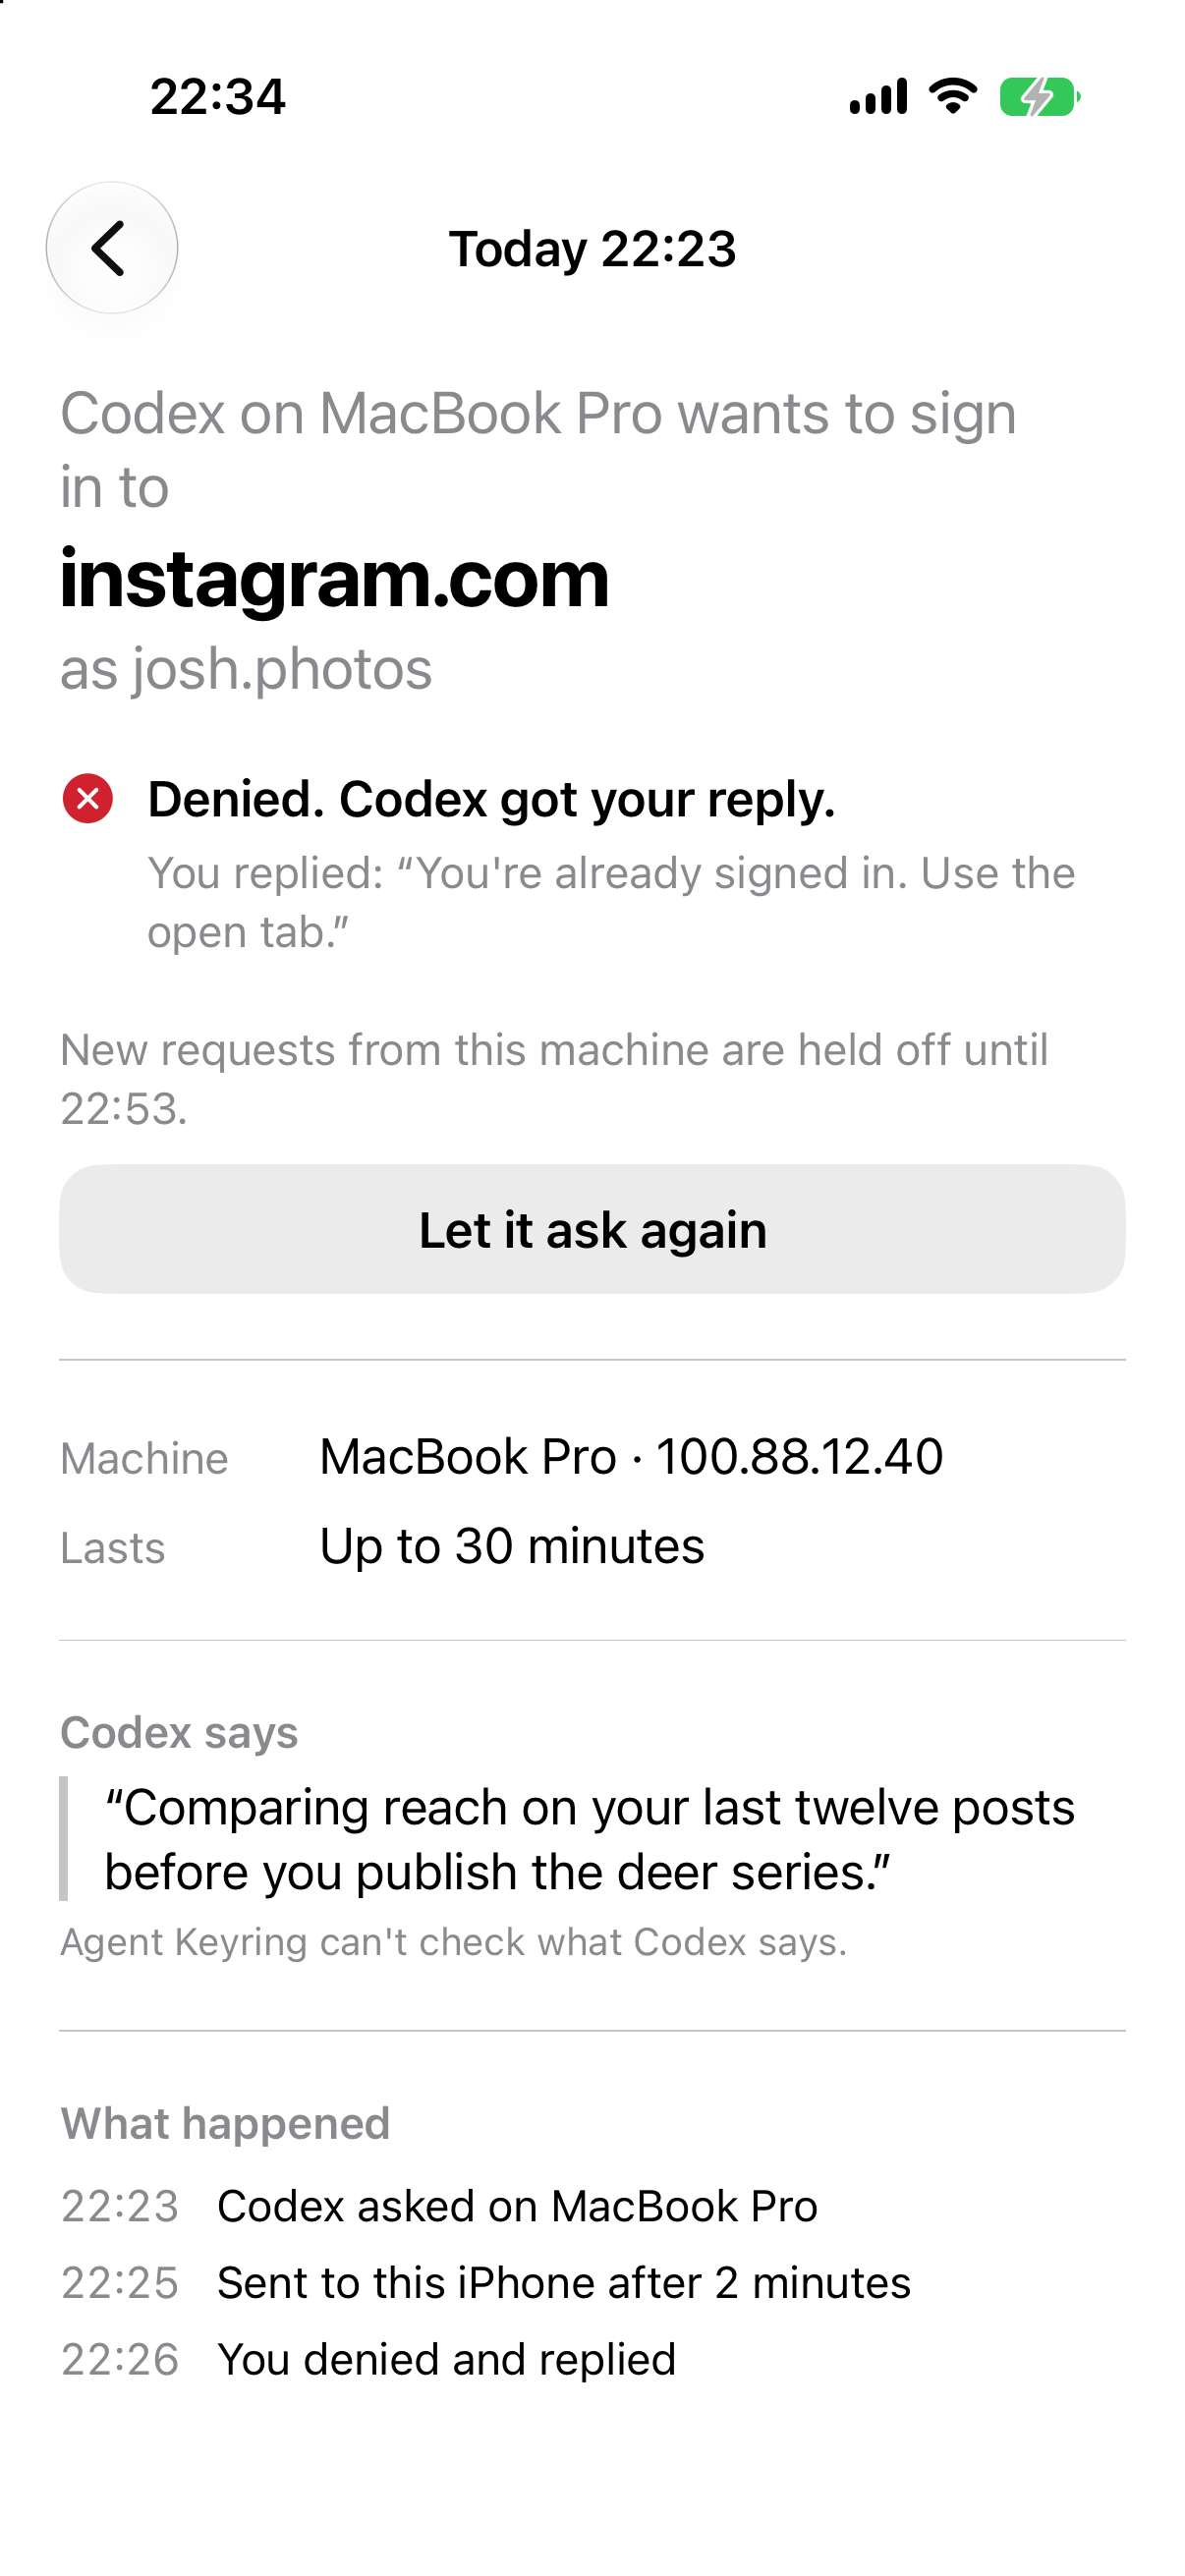 22:34
Today 22:23
Codex on MacBook Pro wants to sign
in to
instagram.com
as josh.photos
Denied. Codex got your reply.
You replied: “You're already signed in. Use the
open tab.”
New requests from this machine are held off until
22:53.
Let it ask again
Machine MacBook Pro · 100.88.12.40
Lasts Up to 30 minutes
Codex says
“Comparing reach on your last twelve posts
before you publish the deer series.”
Agent Keyring can't check what Codex says.
What happened
22:23 Codex asked on MacBook Pro
22:25 Sent to this iPhone after 2 minutes
22:26 You denied and replied